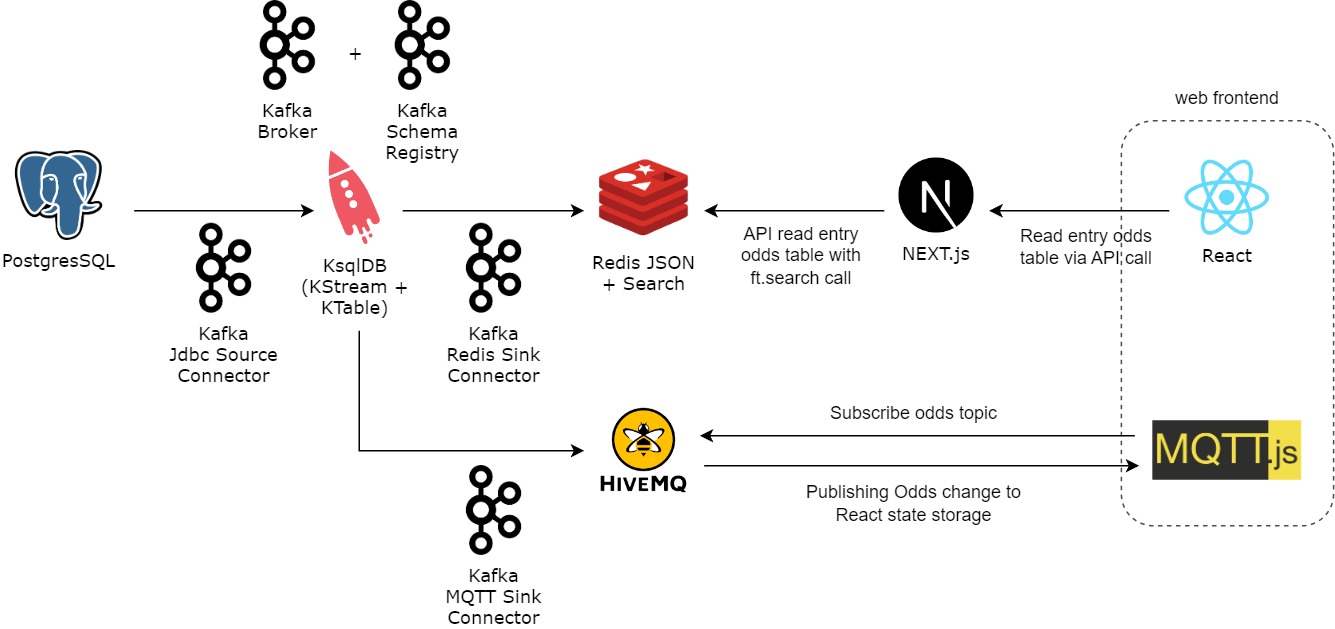 +
Kafka
Broker
Kafka
Schema
Registry
web frontend
PostgresSQL
KsqlDB
(KStream +
KTable)
Redis JSON
+ Search
API read entry
odds table with
ft.search call
N
NEXT.js
Read entry odds
table via API call
React
Kafka
Jdbc Source
Connector
Kafka
Redis Sink
Connector
HIVEMQ
Subscribe odds topic
Publishing Odds change to
React state storage
MQTT.js
Kafka
MQTT Sink
Connector